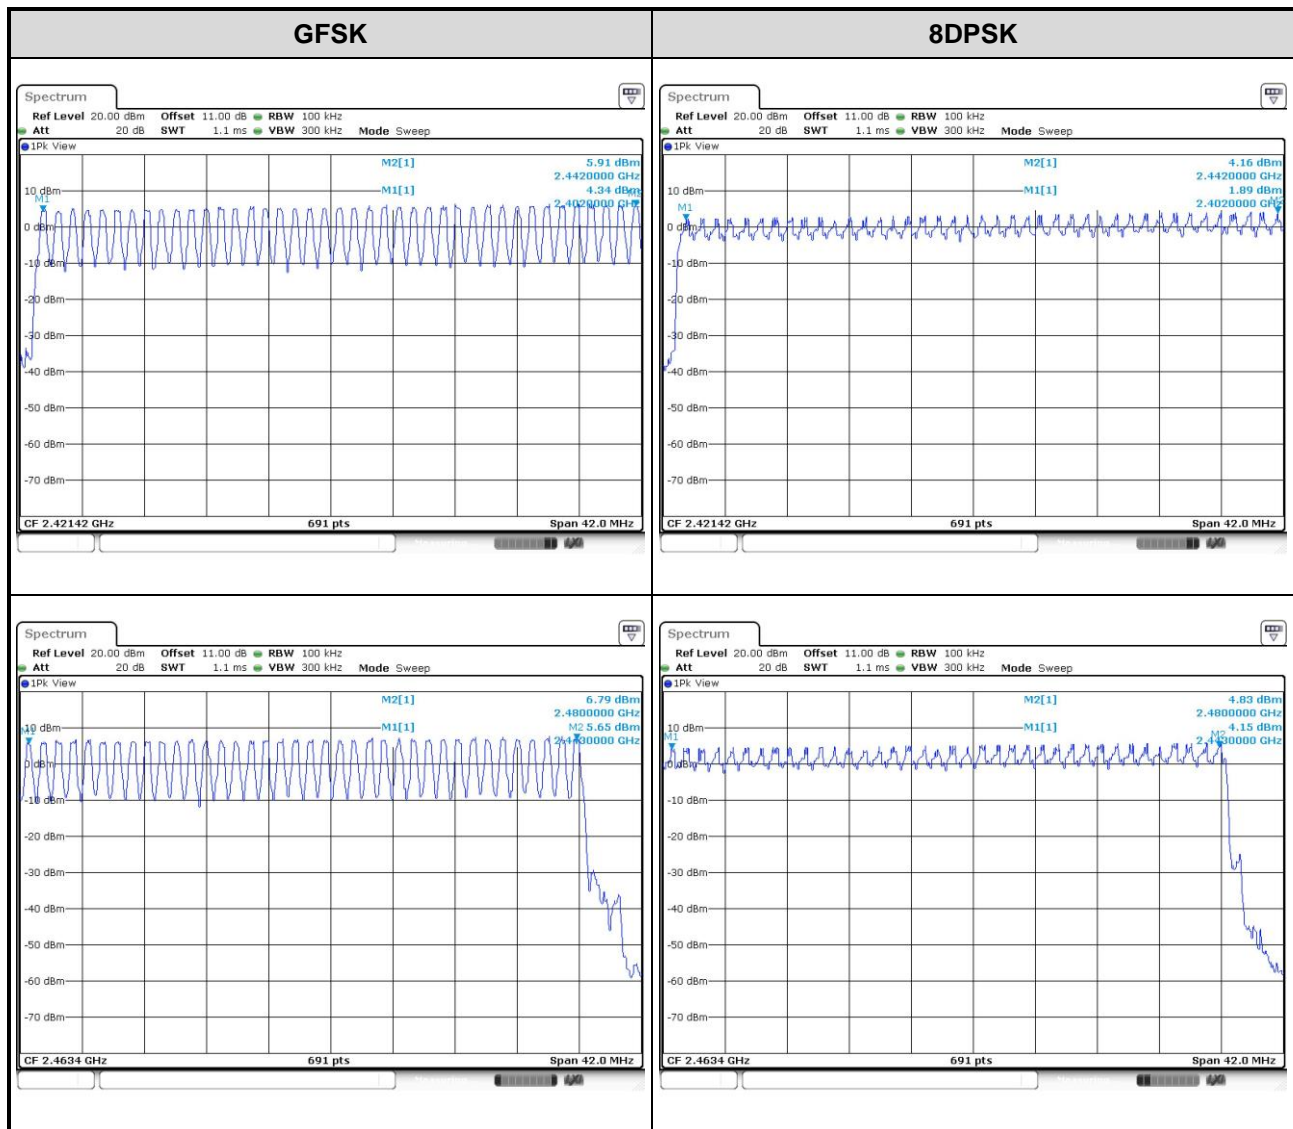 GFSK
8DPSK
Spectrum
Ref Level 20.00 dBm Offset 11.00 dB RBW 100 kHz
Att 20 dB SWT 1.1 ms VBW 300 kHz Mode Sweep
1Pk View
M2[1] 5.91 dBm
2.4420000 GHz
10 dBm M1[1] 4.34 dBm
M1
0 dBm
-10 dBm
-20 dBm
-30 dBm
-40 dBm
-50 dBm
-60 dBm
-70 dBm
CF 2.42142 GHz 691 pts Span 42.0 MHz
Spectrum
Ref Level 20.00 dBm Offset 11.00 dB RBW 100 kHz
Att 20 dB SWT 1.1 ms VBW 300 kHz Mode Sweep
1Pk View
M2[1] 4.16 dBm
2.4420000 GHz
10 dBm M1[1] 1.89 dBm
M1 2.4020000 GHz
0 dBm
-10 dBm
-20 dBm
-30 dBm
-40 dBm
-50 dBm
-60 dBm
-70 dBm
CF 2.42142 GHz 691 pts Span 42.0 MHz
Spectrum
Ref Level 20.00 dBm Offset 11.00 dB RBW 100 kHz
Att 20 dB SWT 1.1 ms VBW 300 kHz Mode Sweep
1Pk View
M2[1] 6.79 dBm
2.4800000 GHz
10 dBm M1[1] M2 5.65 dBm
M1
0 dBm
-10 dBm
-20 dBm
-30 dBm
-40 dBm
-50 dBm
-60 dBm
-70 dBm
CF 2.4634 GHz 691 pts Span 42.0 MHz
Spectrum
Ref Level 20.00 dBm Offset 11.00 dB RBW 100 kHz
Att 20 dB SWT 1.1 ms VBW 300 kHz Mode Sweep
1Pk View
M2[1] 4.83 dBm
2.4800000 GHz
10 dBm M1[1] 4.15 dBm
M1 M2
0 dBm
-10 dBm
-20 dBm
-30 dBm
-40 dBm
-50 dBm
-60 dBm
-70 dBm
CF 2.4634 GHz 691 pts Span 42.0 MHz